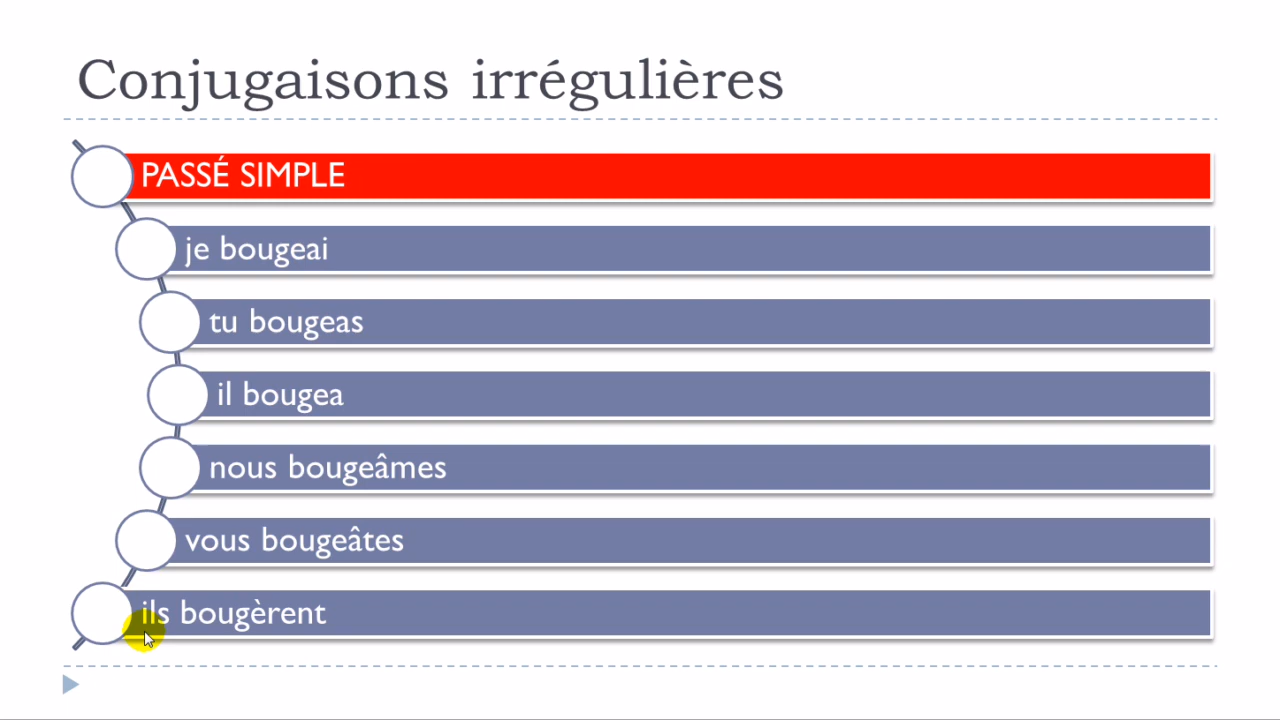 Conjugaisons irrégulières
PASSÉ SIMPLE
je bougeai
tu bougeas
il bougea
nous bougeâmes
vous bougeâtes
ils bougèrent